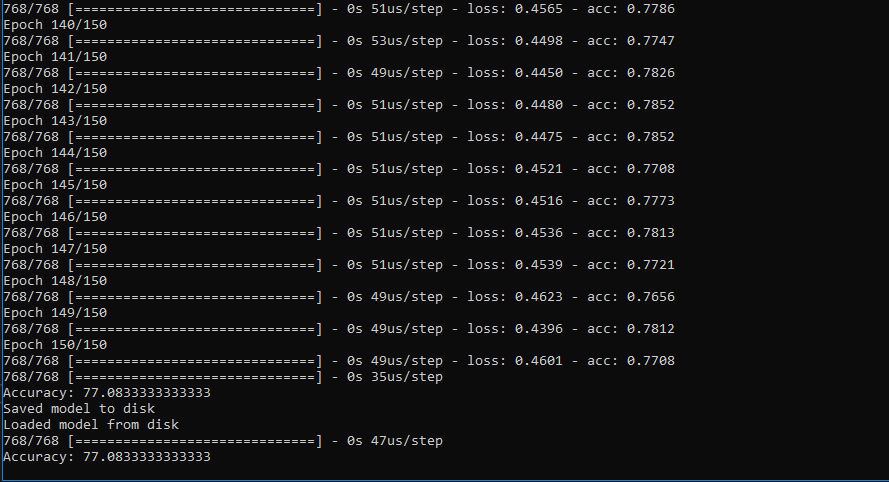 768/768 [==============================] - 0s 51us/step - loss: 0.4565 - acc: 0.7786
Epoch 140/150
768/768 [==============================] - 0s 53us/step - loss: 0.4498 - acc: 0.7747
Epoch 141/150
768/768 [==============================] - 0s 49us/step - loss: 0.4450 - acc: 0.7826
Epoch 142/150
768/768 [==============================] - 0s 51us/step - loss: 0.4480 - acc: 0.7852
Epoch 143/150
768/768 [==============================] - 0s 51us/step - loss: 0.4475 - acc: 0.7852
Epoch 144/150
768/768 [==============================] - 0s 51us/step - loss: 0.4521 - acc: 0.7708
Epoch 145/150
768/768 [==============================] - 0s 51us/step - loss: 0.4516 - acc: 0.7773
Epoch 146/150
768/768 [==============================] - 0s 51us/step - loss: 0.4536 - acc: 0.7813
Epoch 147/150
768/768 [==============================] - 0s 51us/step - loss: 0.4539 - acc: 0.7721
Epoch 148/150
768/768 [==============================] - 0s 49us/step - loss: 0.4623 - acc: 0.7656
Epoch 149/150
768/768 [==============================] - 0s 49us/step - loss: 0.4396 - acc: 0.7812
Epoch 150/150
768/768 [==============================] - 0s 49us/step - loss: 0.4601 - acc: 0.7708
768/768 [==============================] - 0s 35us/step
Accuracy: 77.0833333333333
Saved model to disk
Loaded model from disk
768/768 [==============================] - 0s 47us/step
Accuracy: 77.0833333333333